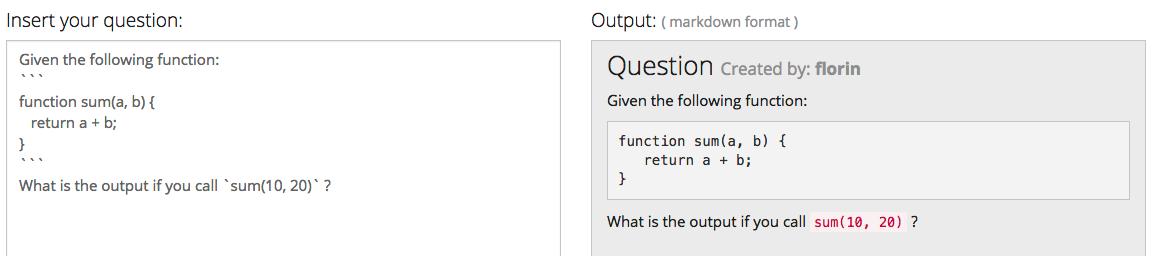 Insert your question:
Given the following function:
```
function sum(a, b) {
   return a + b;
}
```
What is the output if you call `sum(10, 20)` ?
Output: ( markdown format )
Question Created by: florin
Given the following function:
function sum(a, b) {
   return a + b;
}
What is the output if you call sum(10, 20) ?